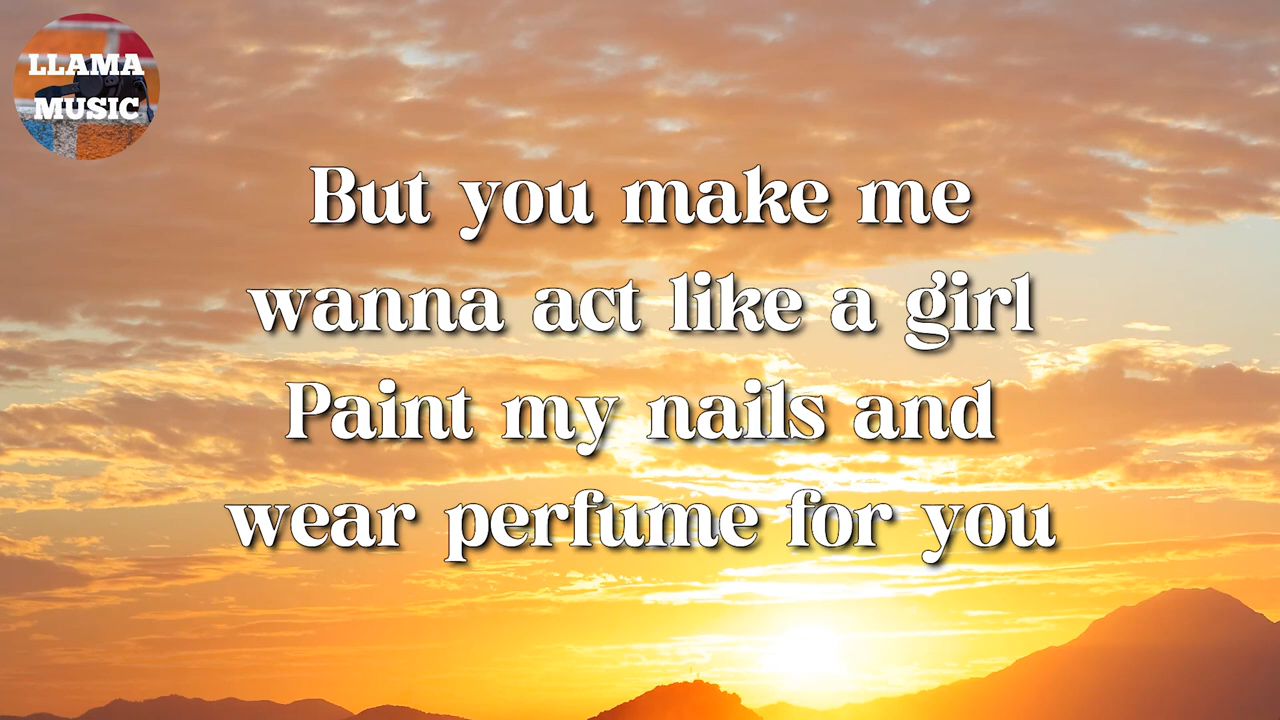 LLAMA
MUSIC
But you make me
wanna act like a girl
Paint my nails and
wear perfume for you